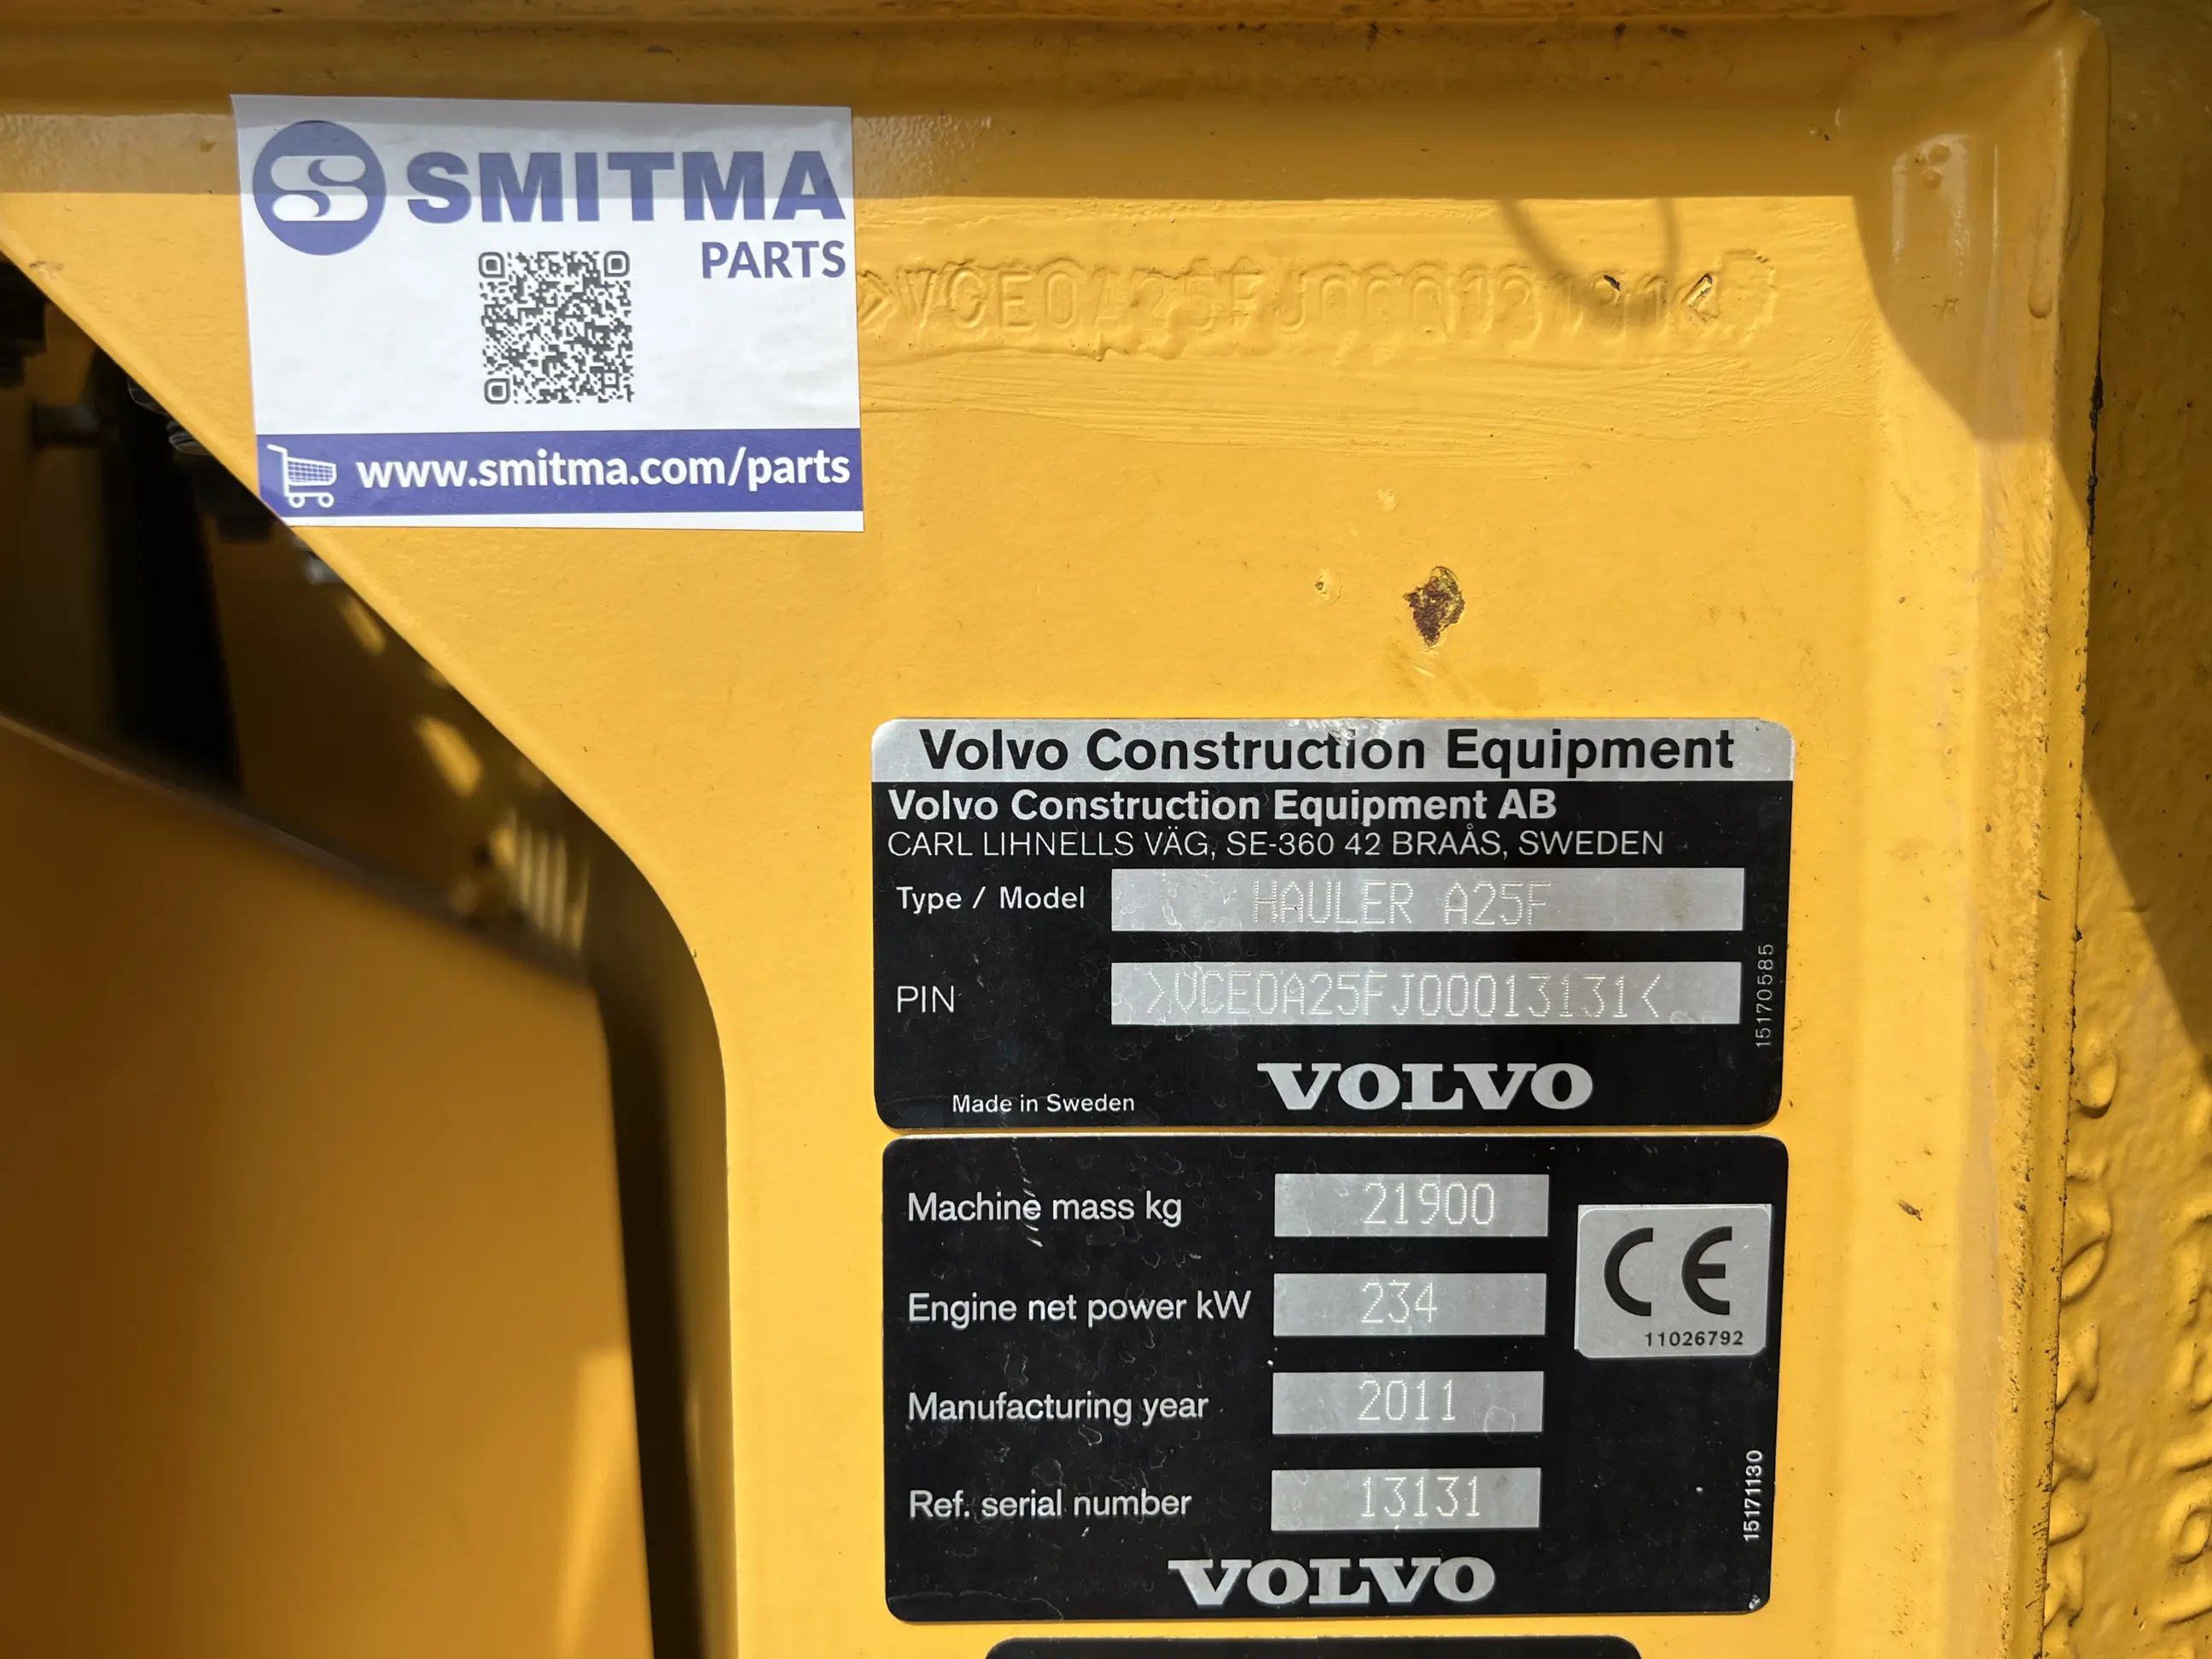 SMITMA
PARTS
www.smitma.com/parts
>VCE0A25FJ00013131<
Volvo Construction Equipment
Volvo Construction Equipment AB
CARL LIHNELLS VÄG, SE-360 42 BRAÅS, SWEDEN
Type / Model HAULER A25F
PIN >VCE0A25FJ00013131<
15170585
Made in Sweden VOLVO
Machine mass kg 21900
Engine net power kW 234
CE
11026792
Manufacturing year 2011
Ref. serial number 13131
15171130
VOLVO